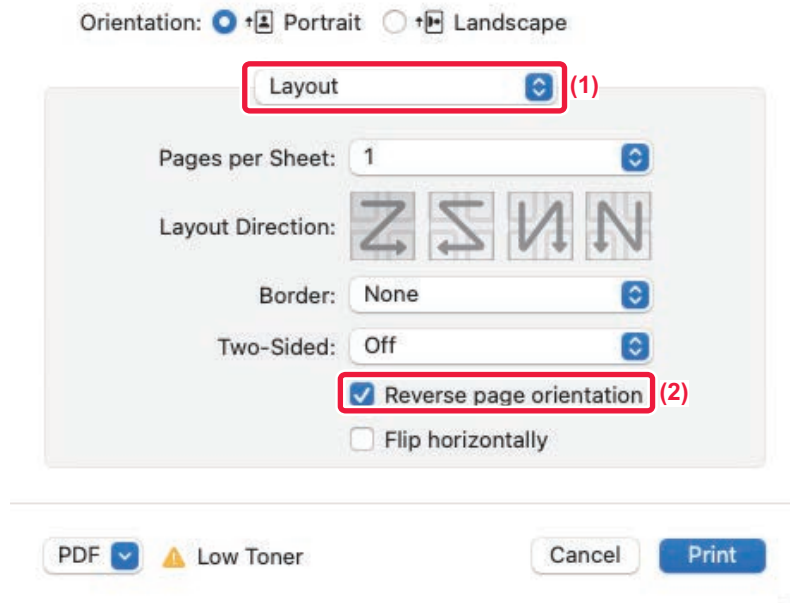 Orientation: Portrait Landscape
Layout (1)
Pages per Sheet: 1
Layout Direction:
Border: None
Two-Sided: Off
Reverse page orientation (2)
Flip horizontally
PDF Low Toner Cancel Print